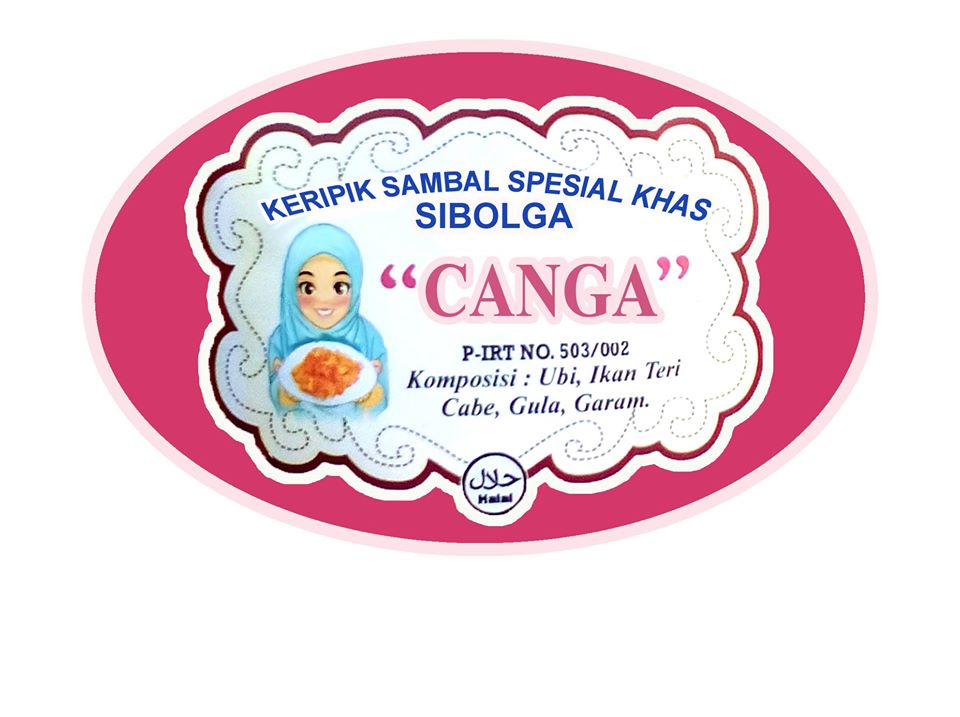 KERIPIK SAMBAL SPESIAL KHAS
SIBOLGA
“CANGA”
P-IRT NO. 503/002
Komposisi : Ubi, Ikan Teri
Cabe, Gula, Garam.
حلال
Halal